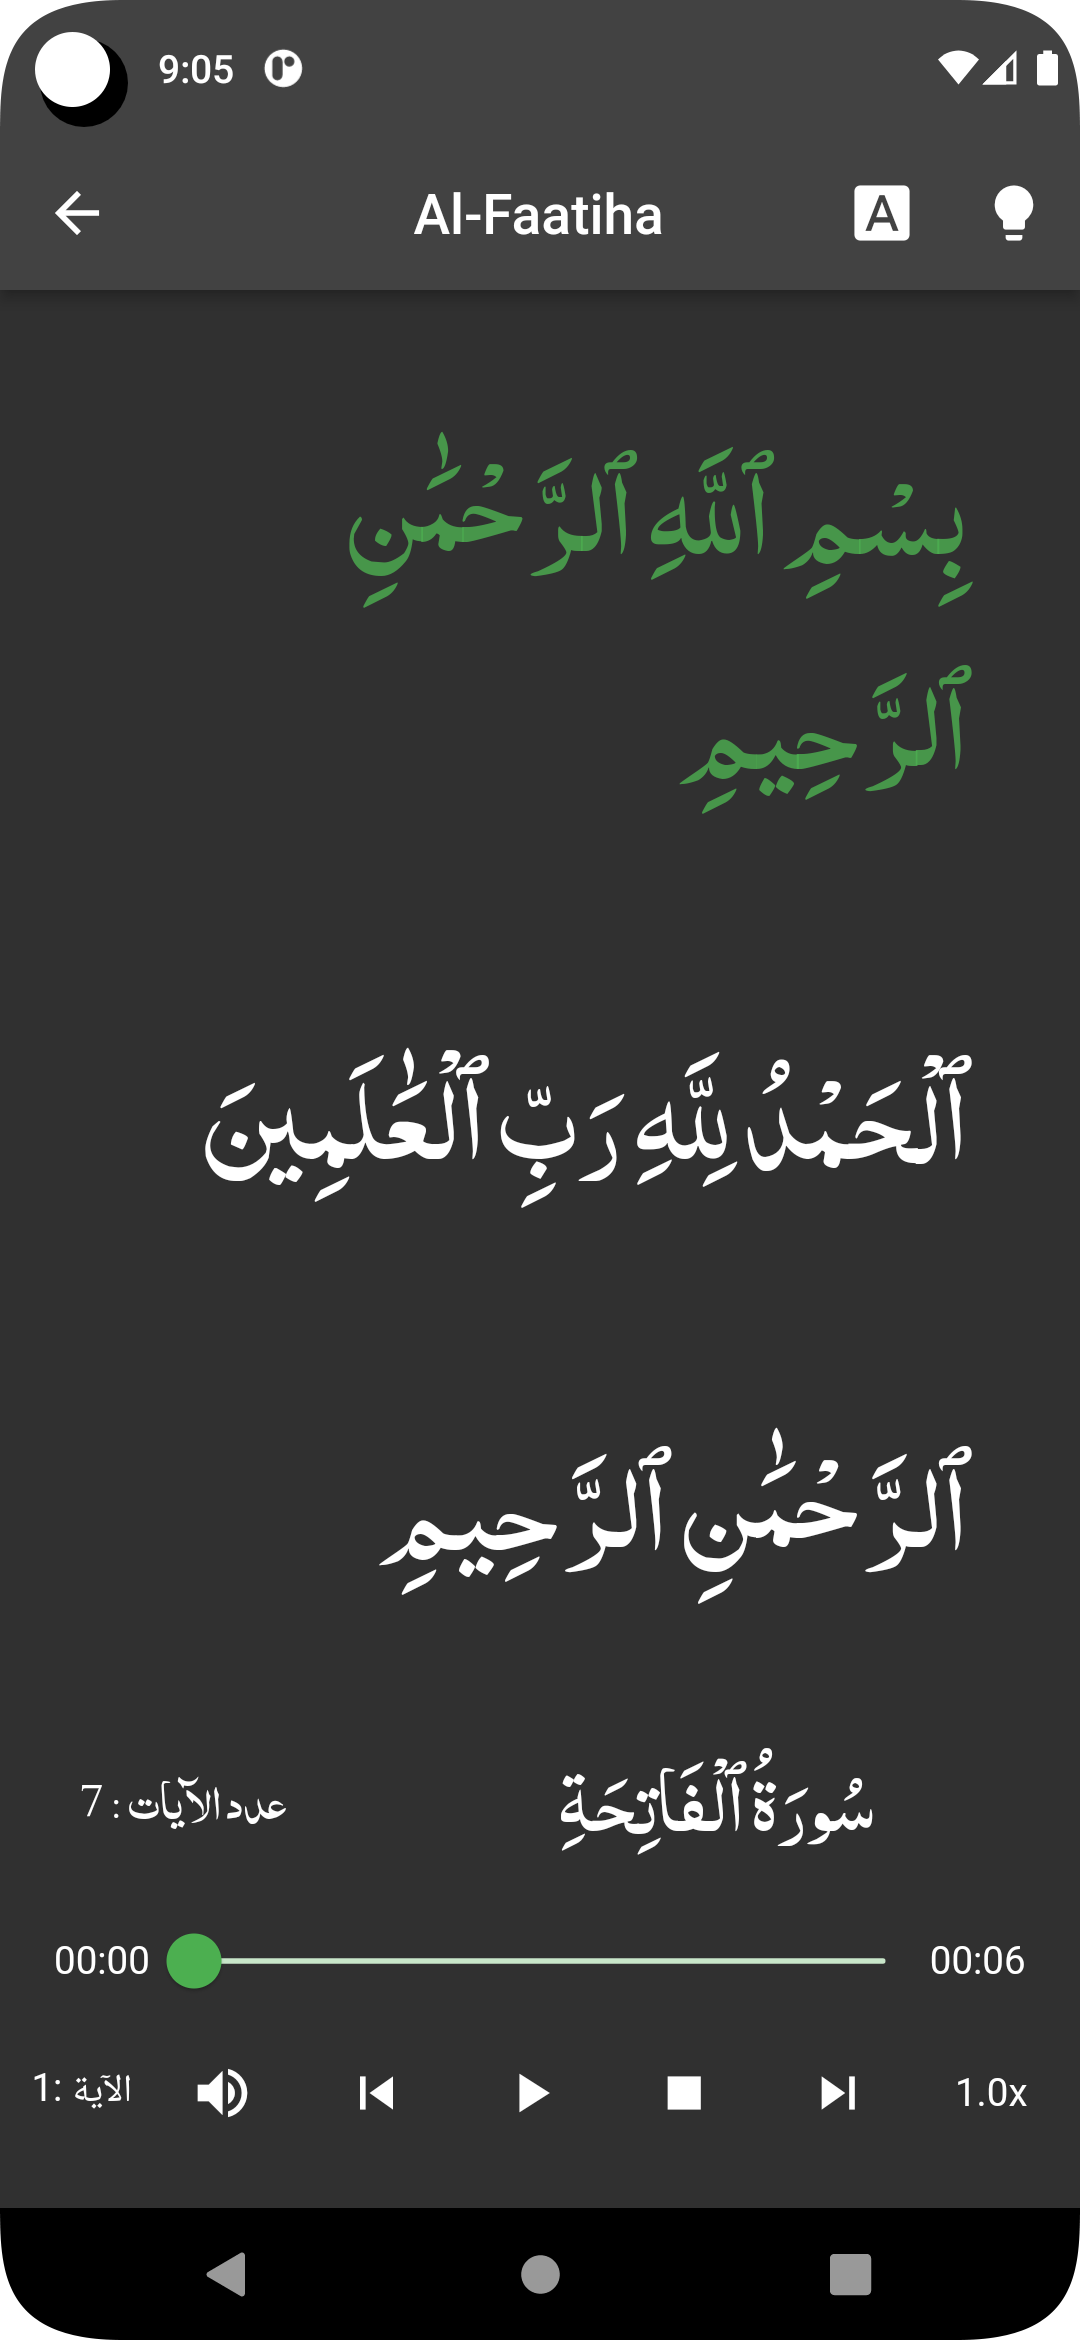 9:05
Al-Faatiha
A
بِسْمِ ٱللَّهِ ٱلرَّحْمَٰنِ
ٱلرَّحِيمِ
ٱلْحَمْدُ لِلَّهِ رَبِّ ٱلْعَٰلَمِينَ
ٱلرَّحْمَٰنِ ٱلرَّحِيمِ
سُورَةُ ٱلْفَاتِحَةِ
عدد الآيات : 7
00:00 00:06
1: الآية
1.0x